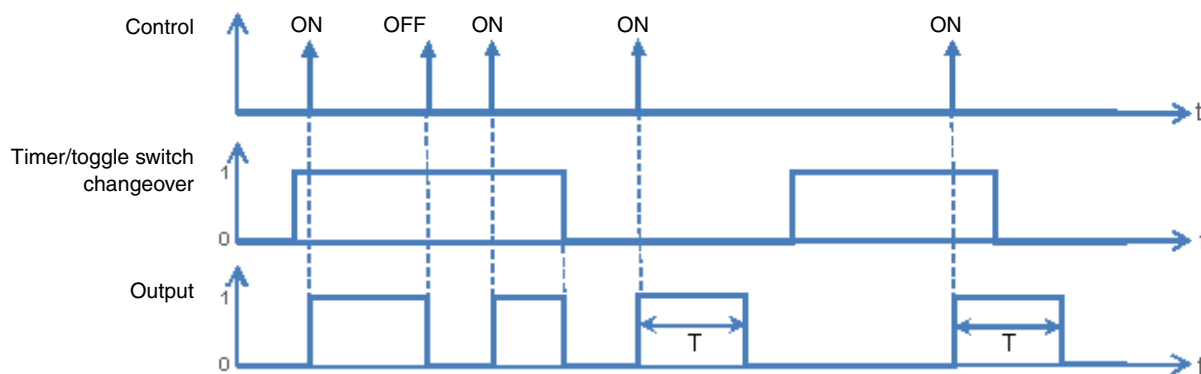 Control
ON OFF ON ON ON
t
Timer/toggle switch
changeover
1
0
Output
1
T T
0
t